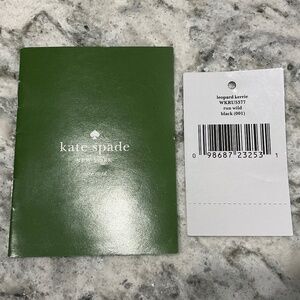 kate spade
NEW YORK
leopard kerrie
WKRU5577
run wild
black (001)
0 98687 23253 1